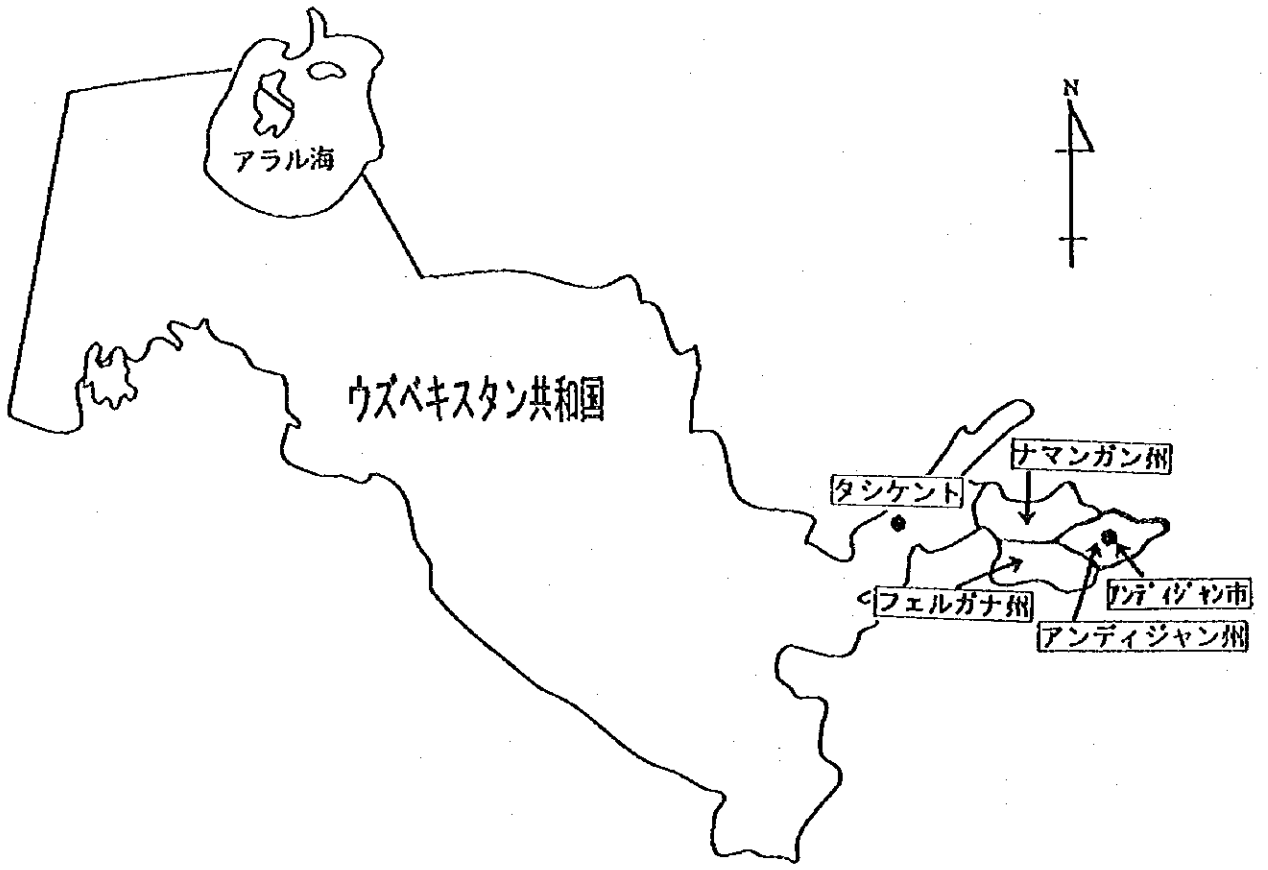 N
アラル海
ウズベキスタン共和国
ナマンガン州
タシケント
フェルガナ州
アンディジャン市
アンディジャン州